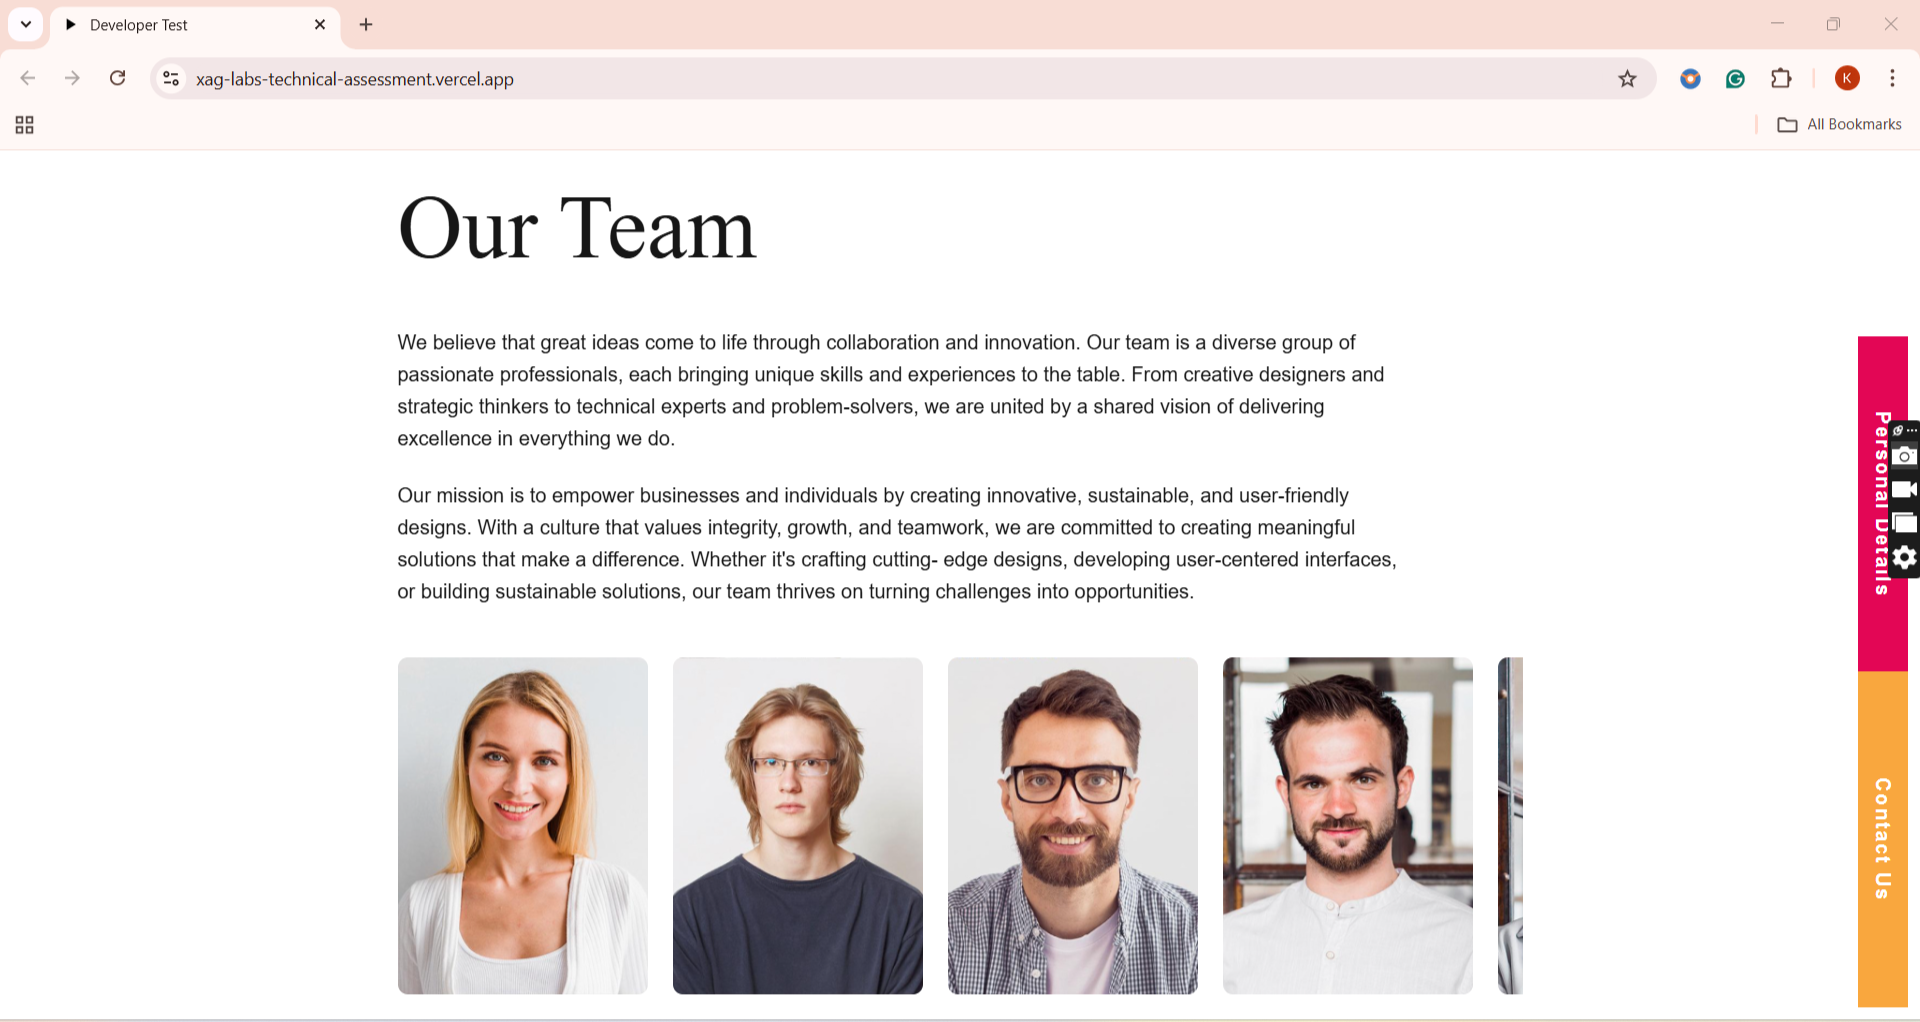 Developer Test
xag-labs-technical-assessment.vercel.app
K
All Bookmarks
Our Team
We believe that great ideas come to life through collaboration and innovation. Our team is a diverse group of
passionate professionals, each bringing unique skills and experiences to the table. From creative designers and
strategic thinkers to technical experts and problem-solvers, we are united by a shared vision of delivering
excellence in everything we do.
Our mission is to empower businesses and individuals by creating innovative, sustainable, and user-friendly
designs. With a culture that values integrity, growth, and teamwork, we are committed to creating meaningful
solutions that make a difference. Whether it's crafting cutting- edge designs, developing user-centered interfaces,
or building sustainable solutions, our team thrives on turning challenges into opportunities.
Personal Details
Contact Us